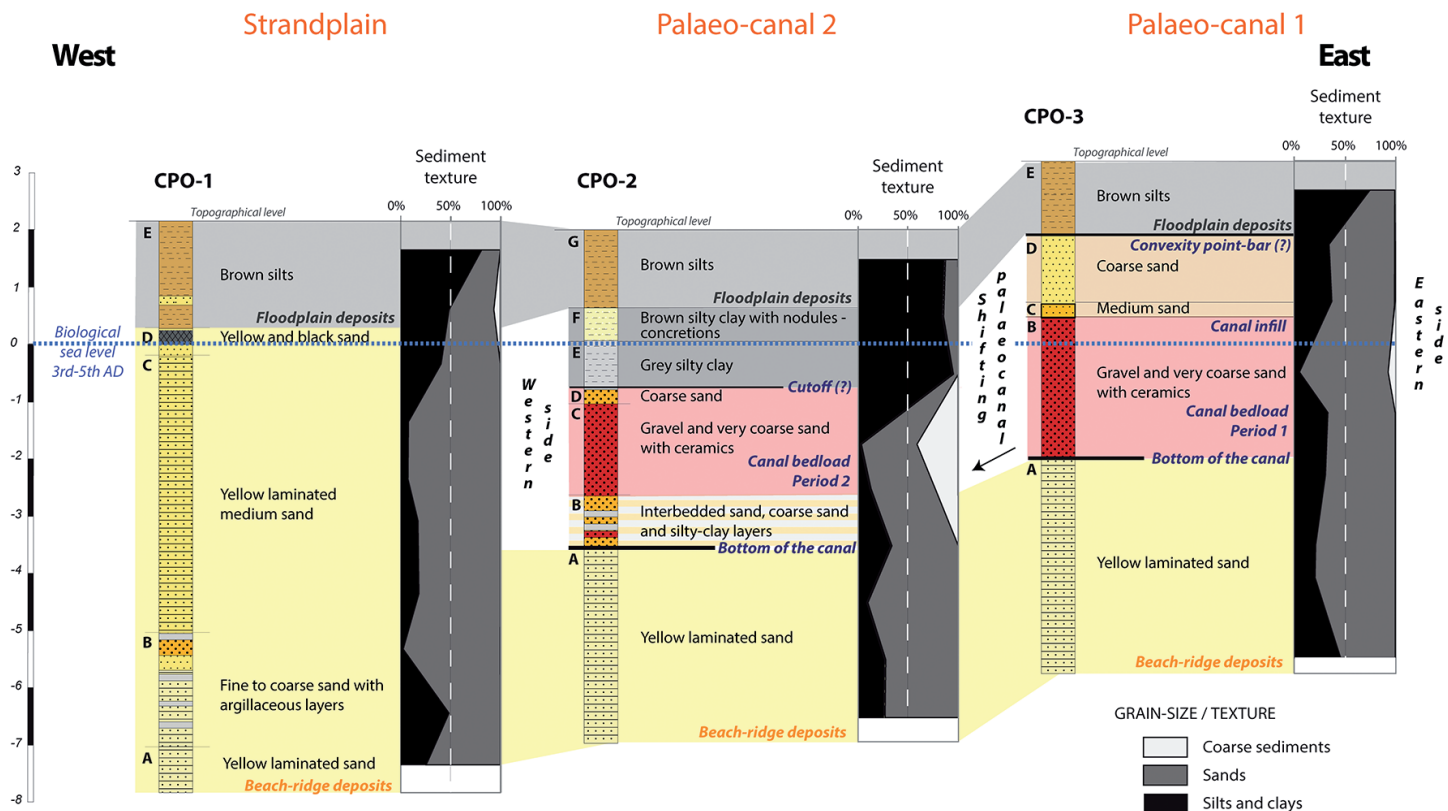 Strandplain
Palaeo-canal 2
Palaeo-canal 1
West
East
Sediment
texture
0% 50% 100%
CPO-3
Topographical level
Sediment
texture
0% 50% 100%
CPO-1
Topographical level
Sediment
texture
0% 50% 100%
CPO-2
Topographical level
3
2
1
0
-1
-2
-3
-4
-5
-6
-7
-8
Biological
sea level
3rd-5th AD
E
Brown silts
Floodplain deposits
D
Yellow and black sand
C
Yellow laminated
medium sand
B
Fine to coarse sand with
argillaceous layers
A
Yellow laminated sand
Beach-ridge deposits
Western
side
G
Brown silts
Floodplain deposits
F
Brown silty clay with nodules -
concretions
E
Grey silty clay
Cutoff (?)
D
Coarse sand
C
Gravel and very coarse sand
with ceramics
Canal bedload
Period 2
B
Interbedded sand, coarse sand
and silty-clay layers
Bottom of the canal
A
Yellow laminated sand
Beach-ridge deposits
Shifting
palaeocanal
E
Brown silts
Floodplain deposits
Convexity point-bar (?)
D
Coarse sand
C
Medium sand
B
Canal infill
Gravel and very coarse sand
with ceramics
Canal bedload
Period 1
Bottom of the canal
A
Yellow laminated sand
Beach-ridge deposits
Eastern
side
GRAIN-SIZE / TEXTURE
Coarse sediments
Sands
Silts and clays